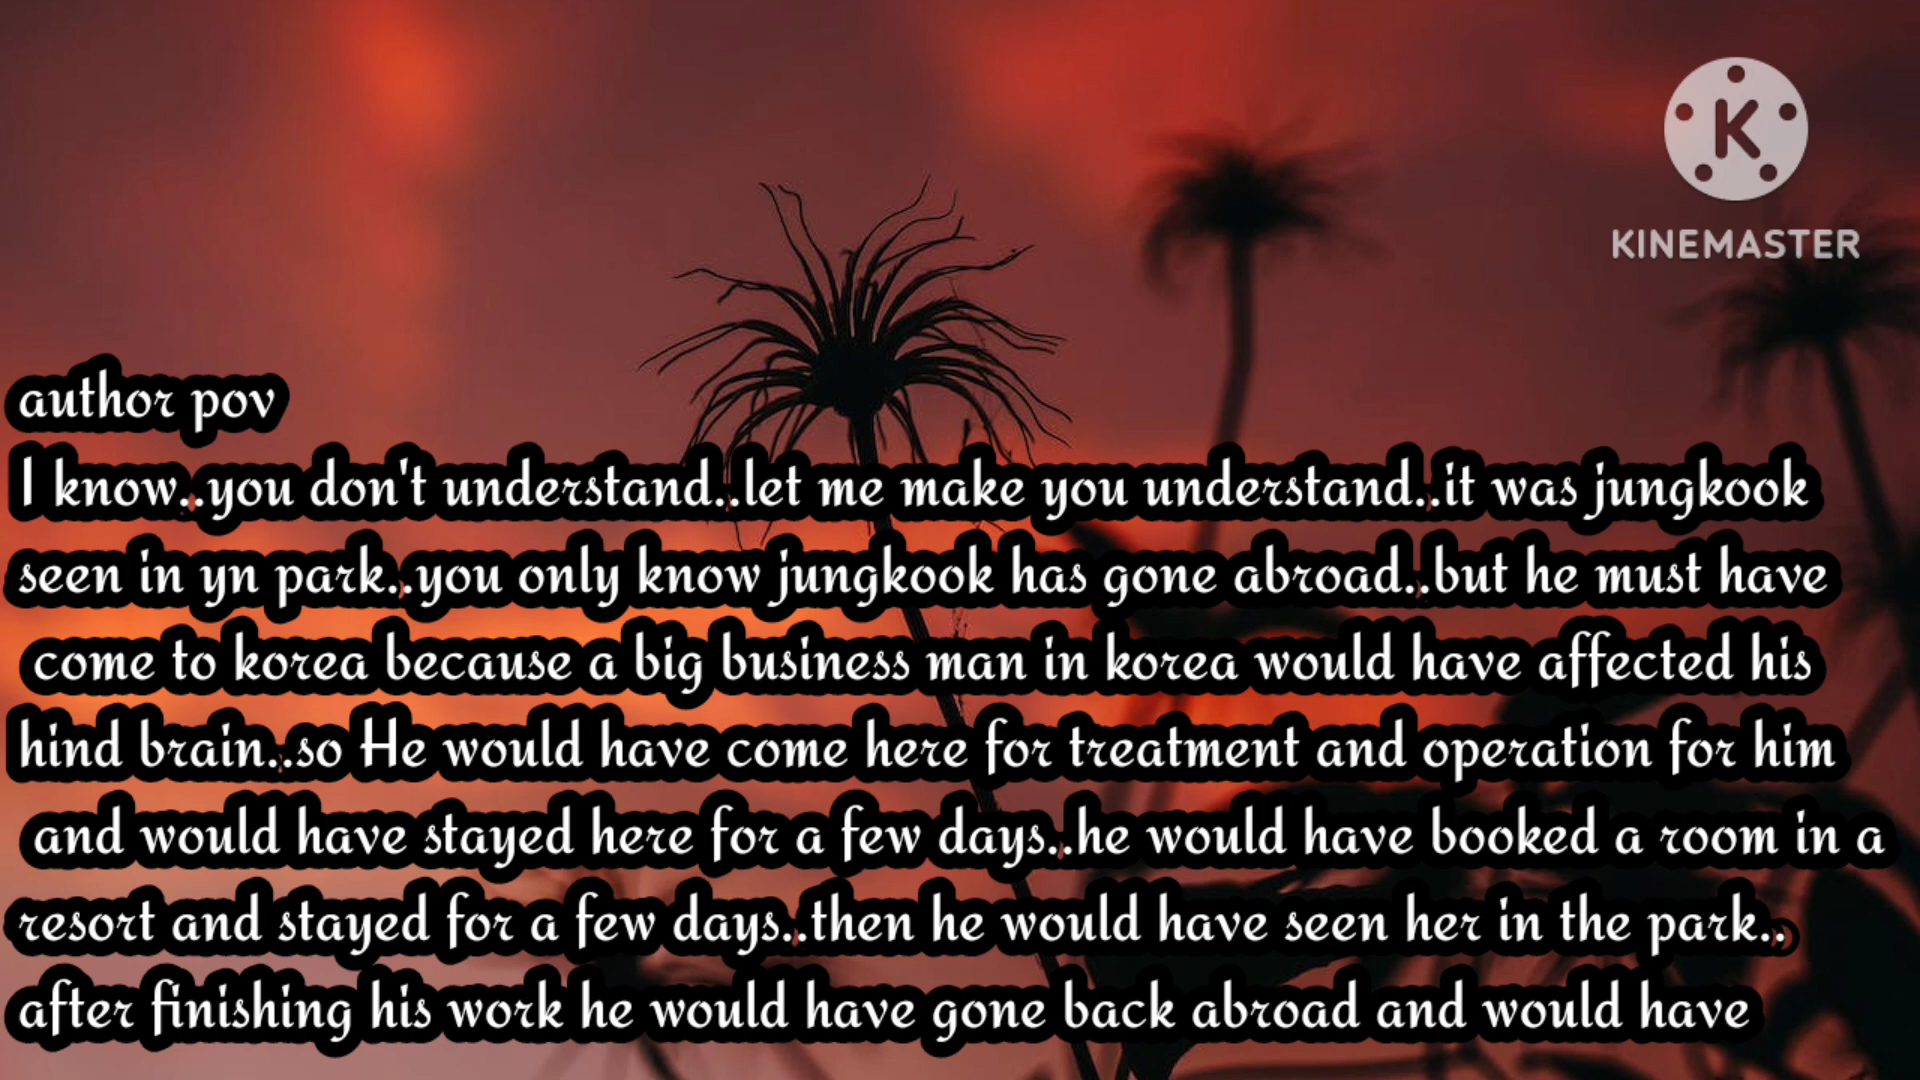 K
KINEMASTER
author pov
I know..you don't understand..let me make you understand..it was jungkook
seen in yn park..you only know jungkook has gone abroad..but he must have
come to korea because a big business man in korea would have affected his
hind brain..so He would have come here for treatment and operation for him
and would have stayed here for a few days..he would have booked a room in a
resort and stayed for a few days..then he would have seen her in the park..
after finishing his work he would have gone back abroad and would have